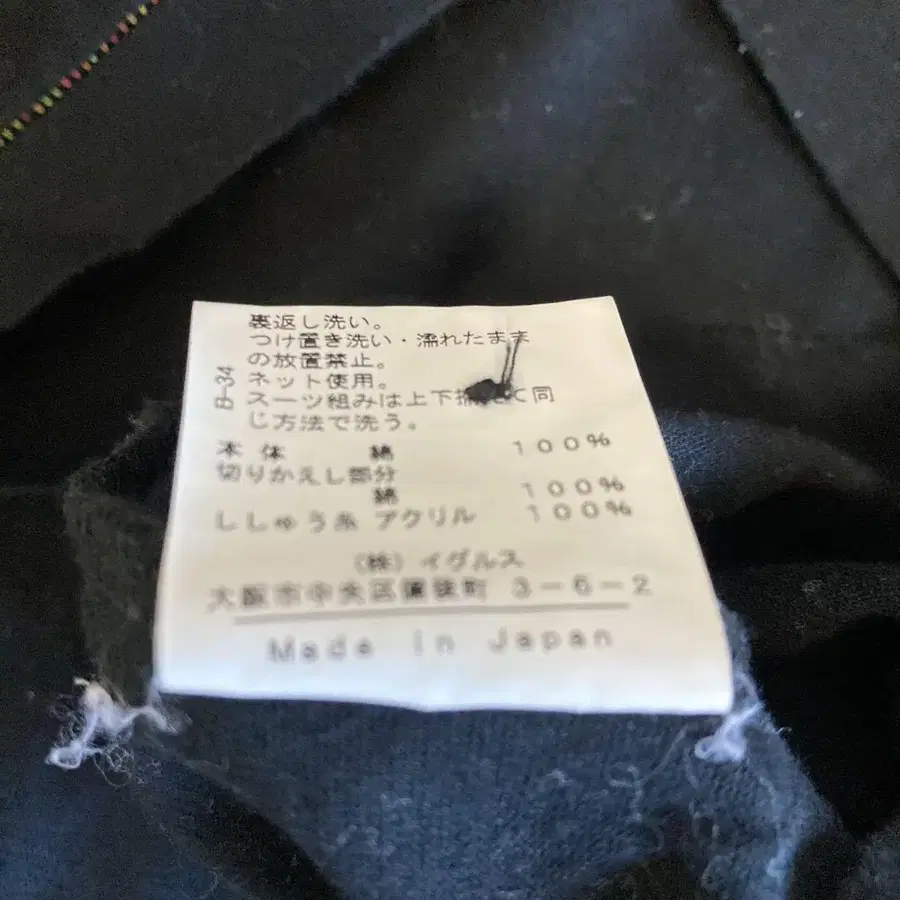 裏返し洗い。
つけ置き洗い・濡れたまま
の放置禁止。
ネット使用。
スーツ組みは上下揃えて同
じ方法で洗う。
B-34
本体 綿 100%
切りかえし部分
綿 100%
ししゅう糸 アクリル 100%
(株)イグルス
大阪市中央区備後町 3-6-2
Made in Japan